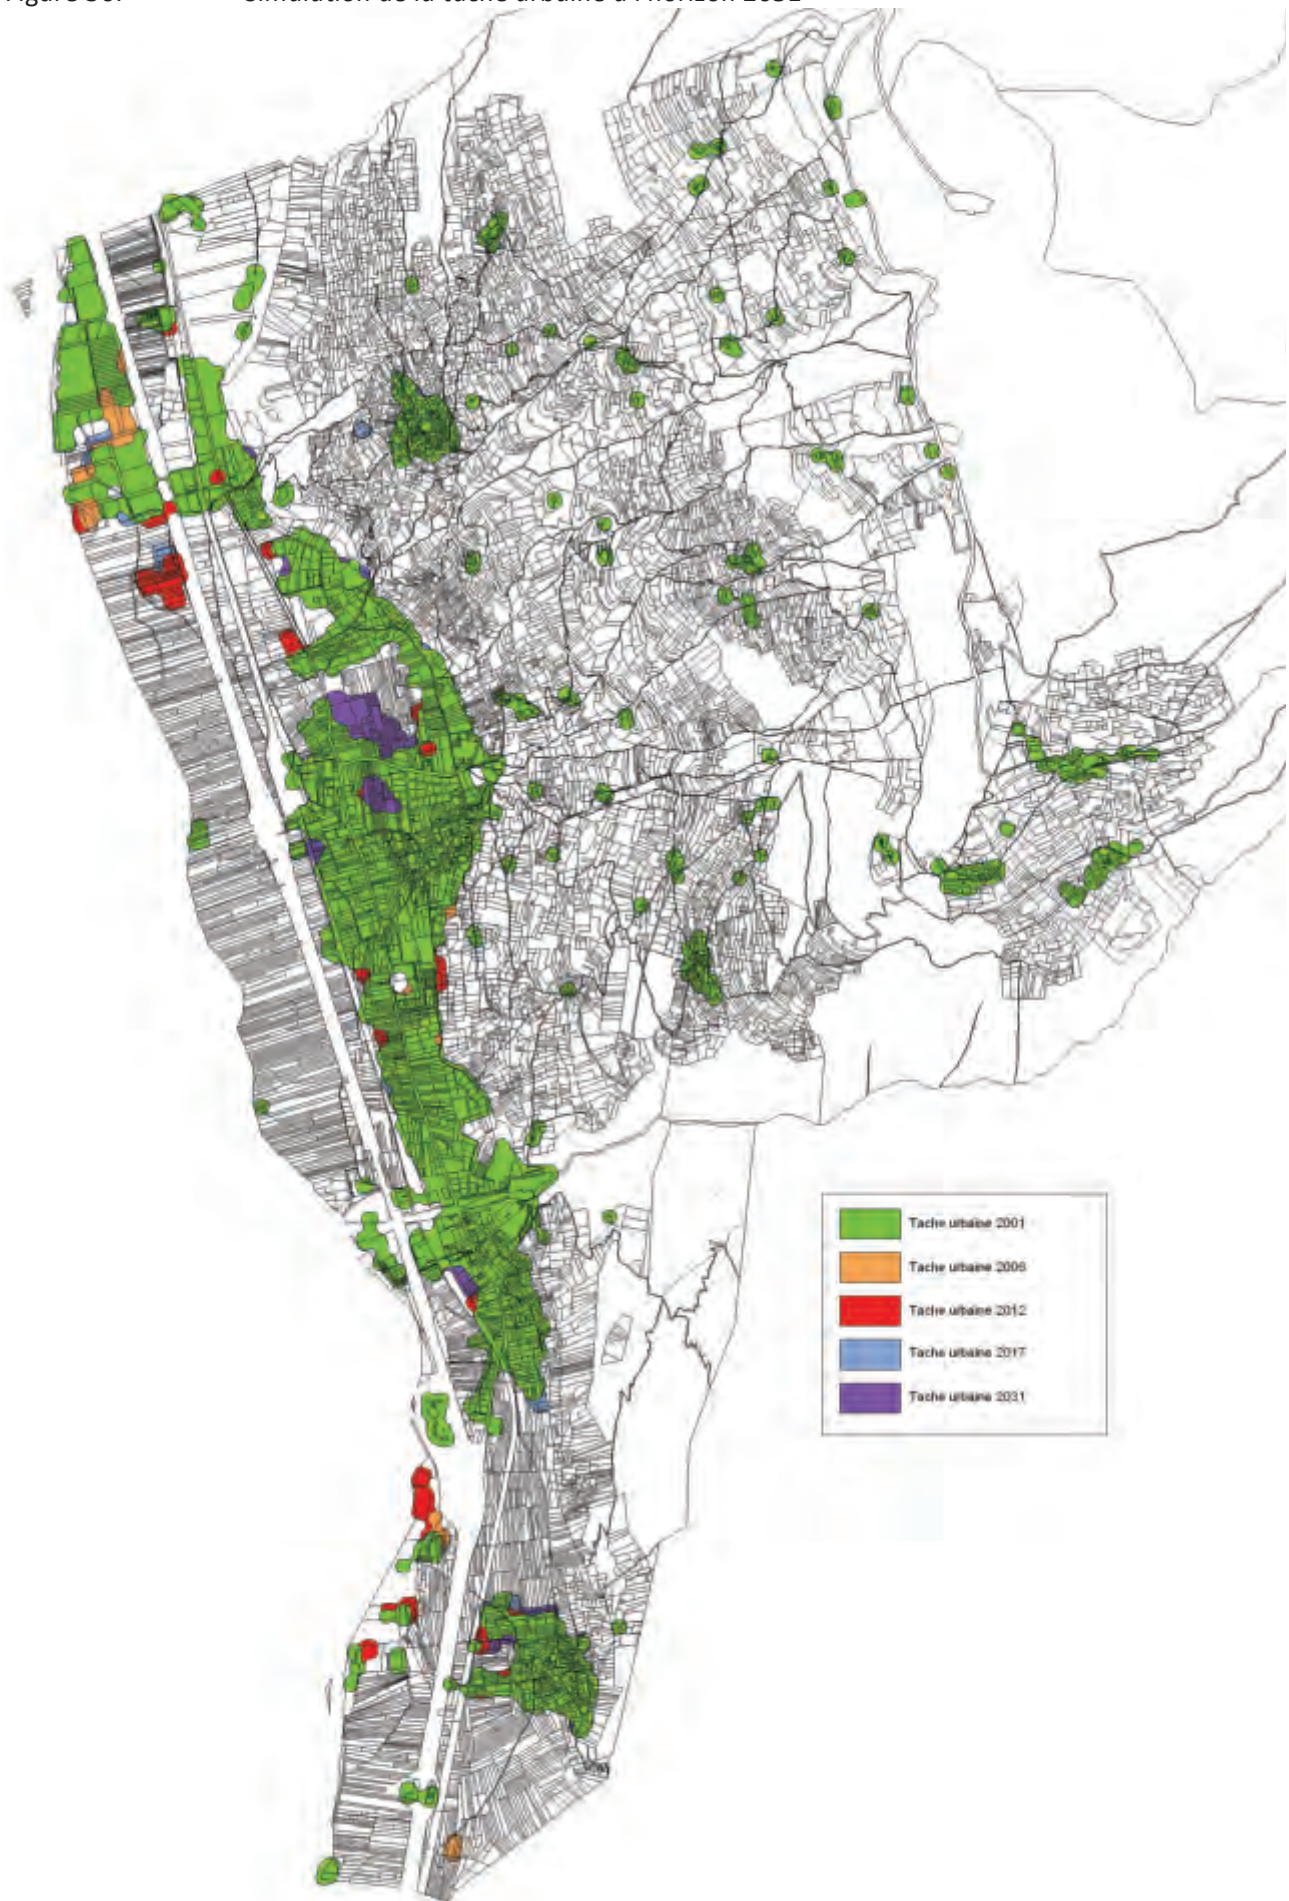 Simulation de la tache urbaine à l'horizon 2031
Tache urbaine 2001
Tache urbaine 2006
Tache urbaine 2012
Tache urbaine 2017
Tache urbaine 2031